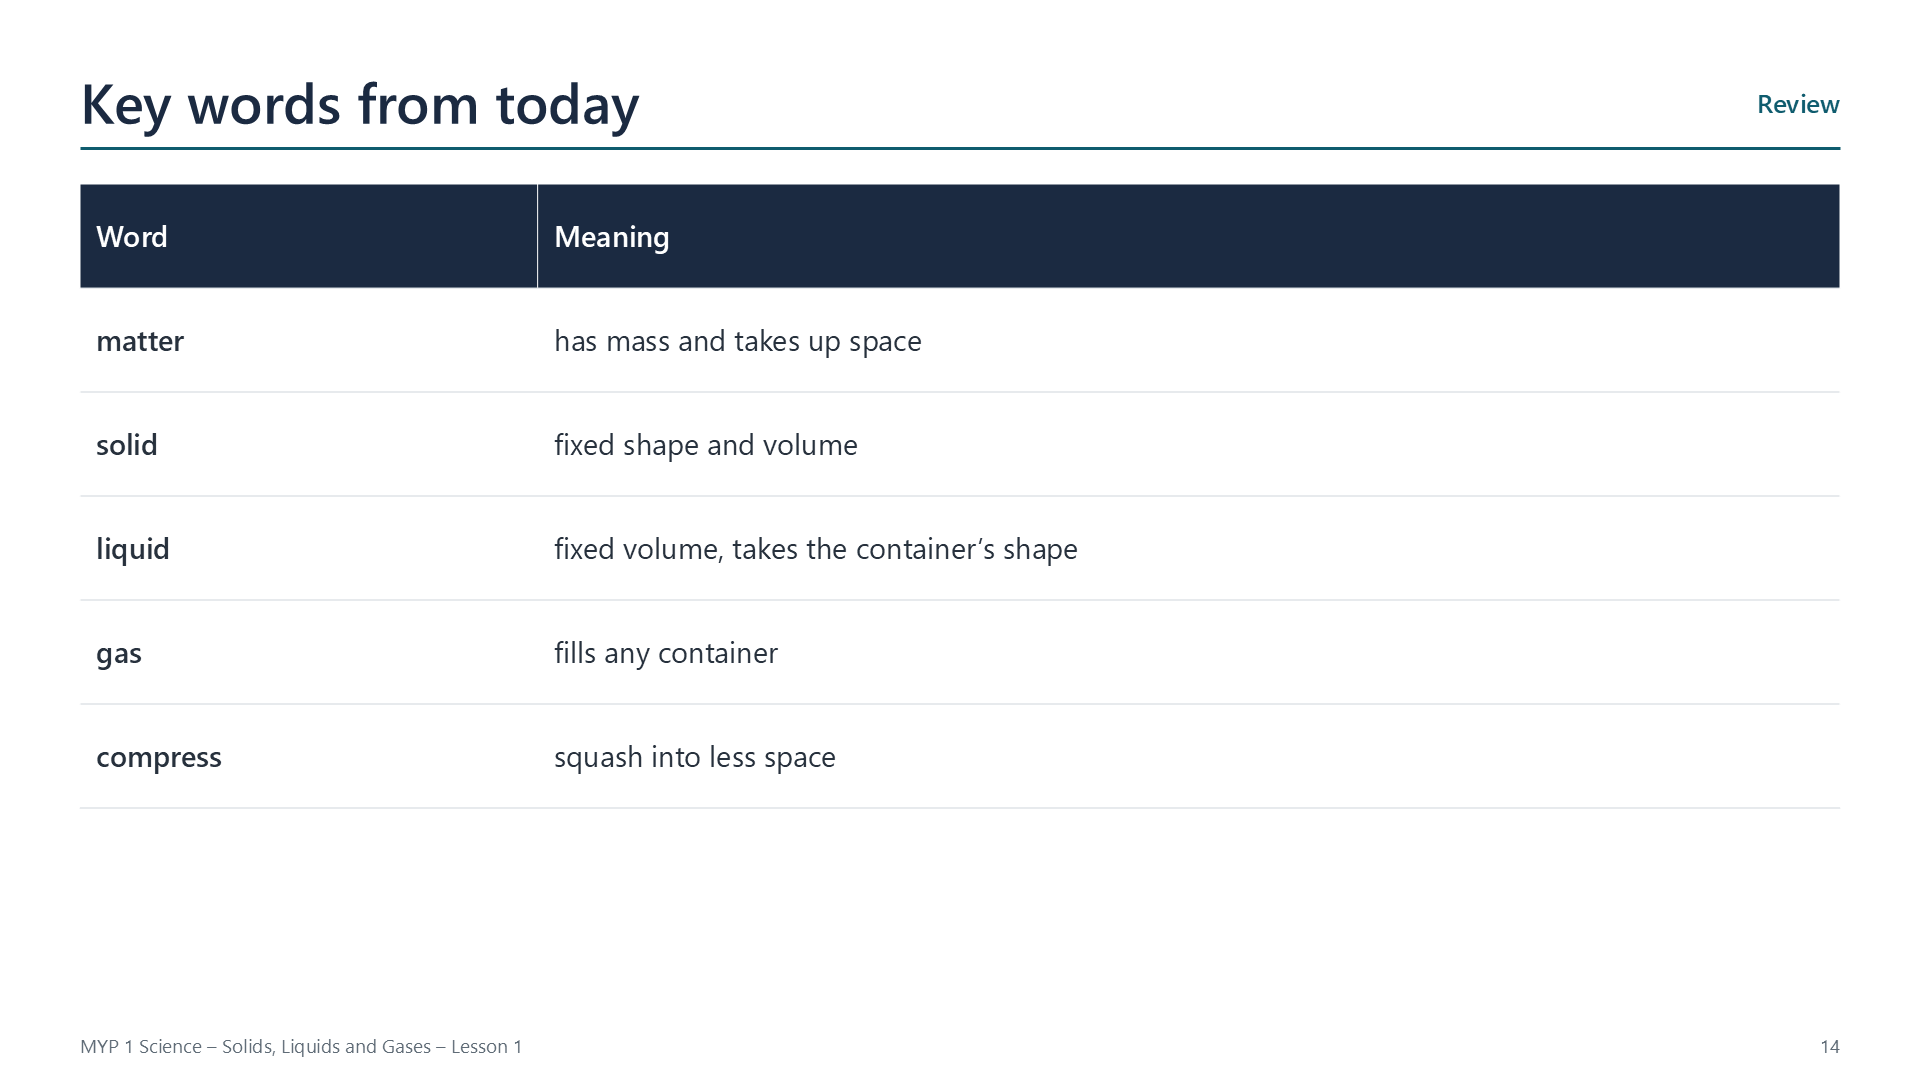 Key words from today
Review
Word Meaning
matter has mass and takes up space
solid fixed shape and volume
liquid fixed volume, takes the container’s shape
gas fills any container
compress squash into less space
MYP 1 Science – Solids, Liquids and Gases – Lesson 1
14